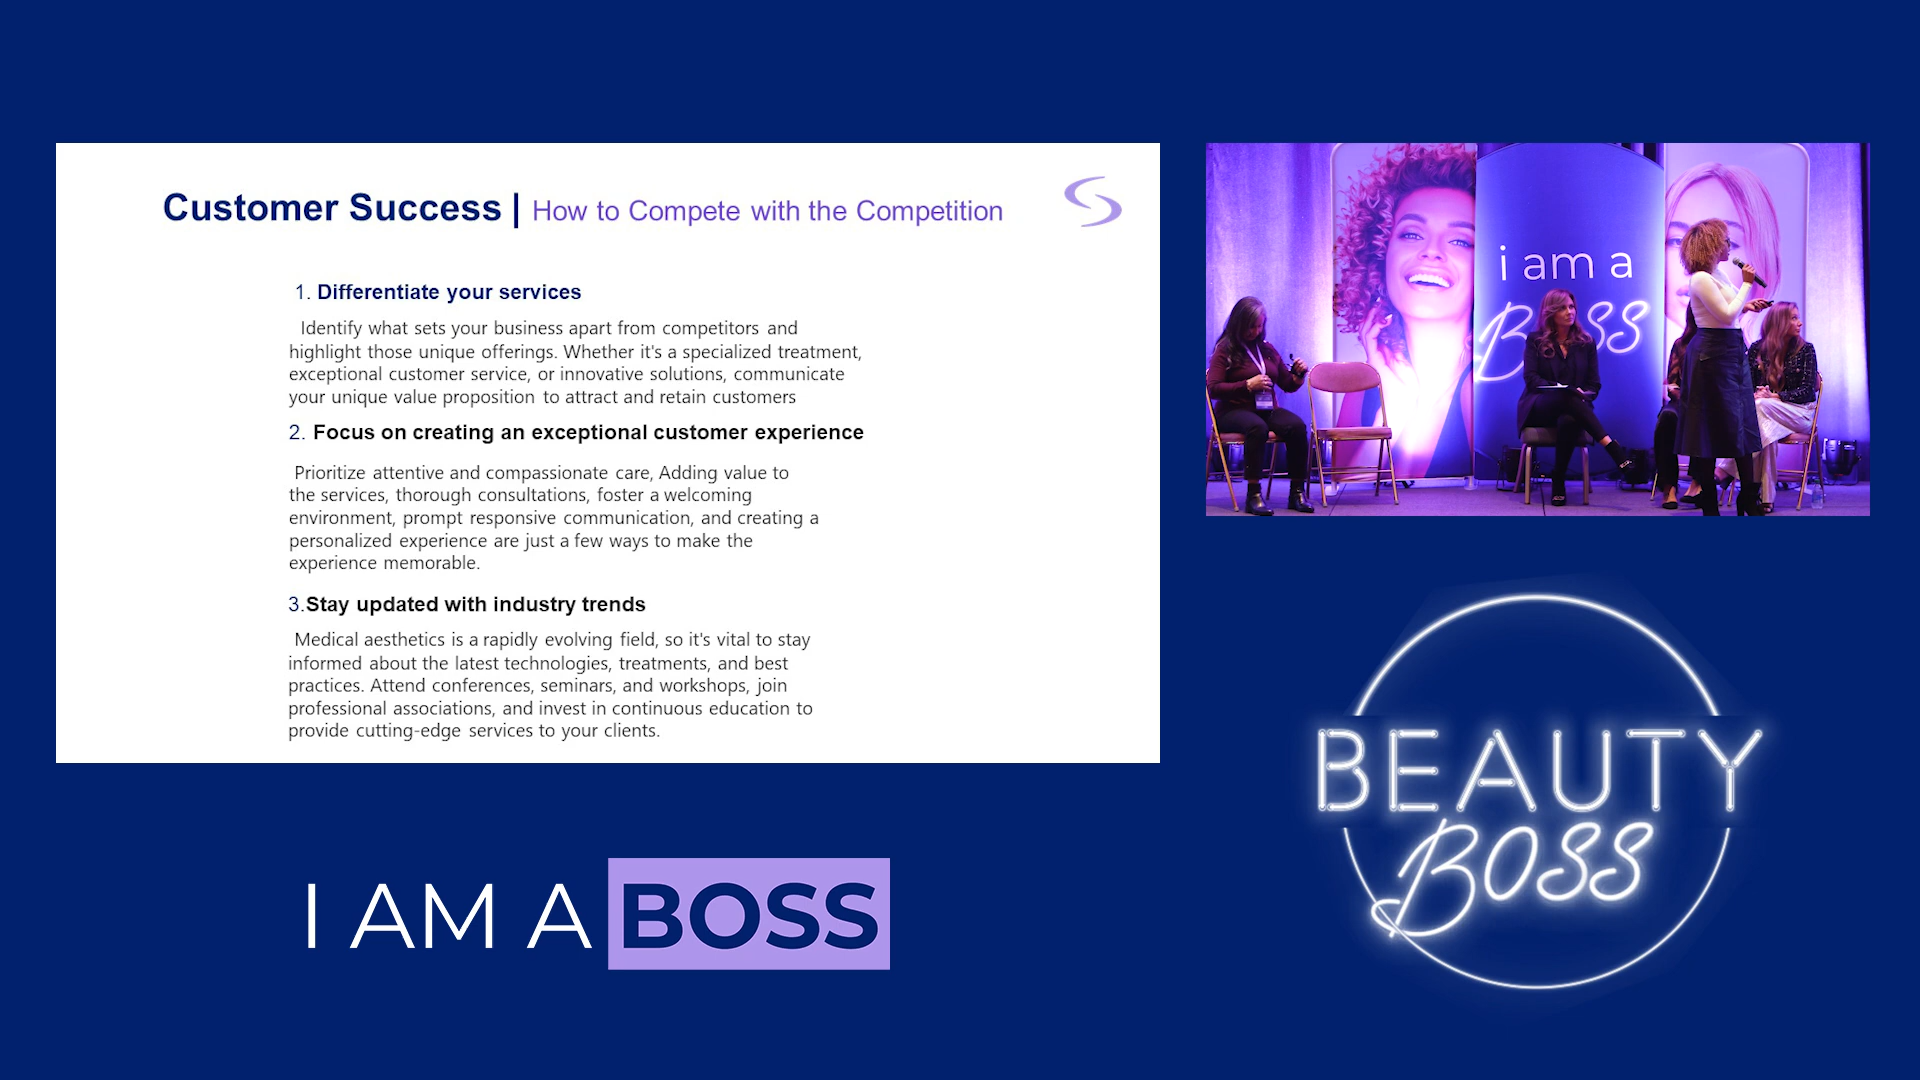 Customer Success | How to Compete with the Competition
1. Differentiate your services
Identify what sets your business apart from competitors and
highlight those unique offerings. Whether it's a specialized treatment,
exceptional customer service, or innovative solutions, communicate
your unique value proposition to attract and retain customers
2. Focus on creating an exceptional customer experience
Prioritize attentive and compassionate care, Adding value to
the services, thorough consultations, foster a welcoming
environment, prompt responsive communication, and creating a
personalized experience are just a few ways to make the
experience memorable.
3.Stay updated with industry trends
Medical aesthetics is a rapidly evolving field, so it's vital to stay
informed about the latest technologies, treatments, and best
practices. Attend conferences, seminars, and workshops, join
professional associations, and invest in continuous education to
provide cutting-edge services to your clients.
i am a
BOSS
I AM A BOSS
BEAUTY
BOSS